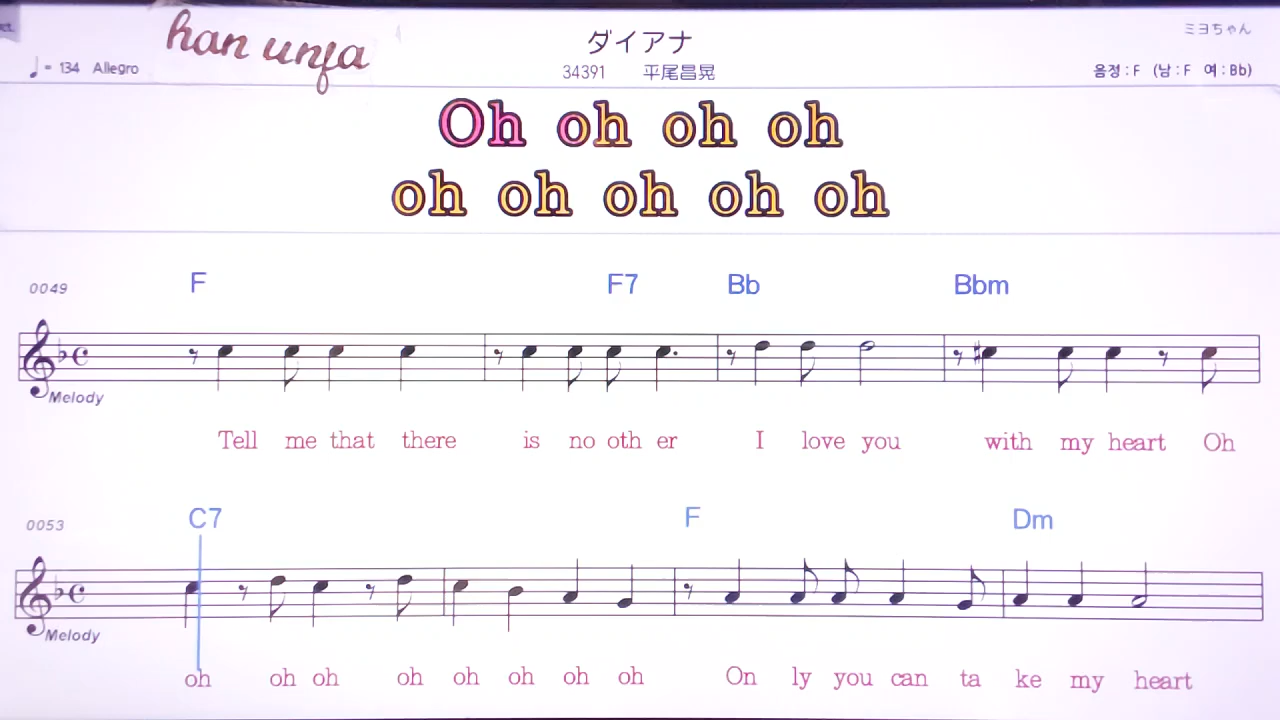 han unja
ダイアナ
ミヨちゃん
♩= 134 Allegro
34391 平尾昌晃
음정 : F (남 : F 여 : Bb)
Oh oh oh oh
oh oh oh oh oh
0049 F F7 Bb Bbm
Melody
Tell me that there is no oth er I love you with my heart Oh
0053 C7 F Dm
Melody
oh oh oh oh oh oh oh oh On ly you can ta ke my heart